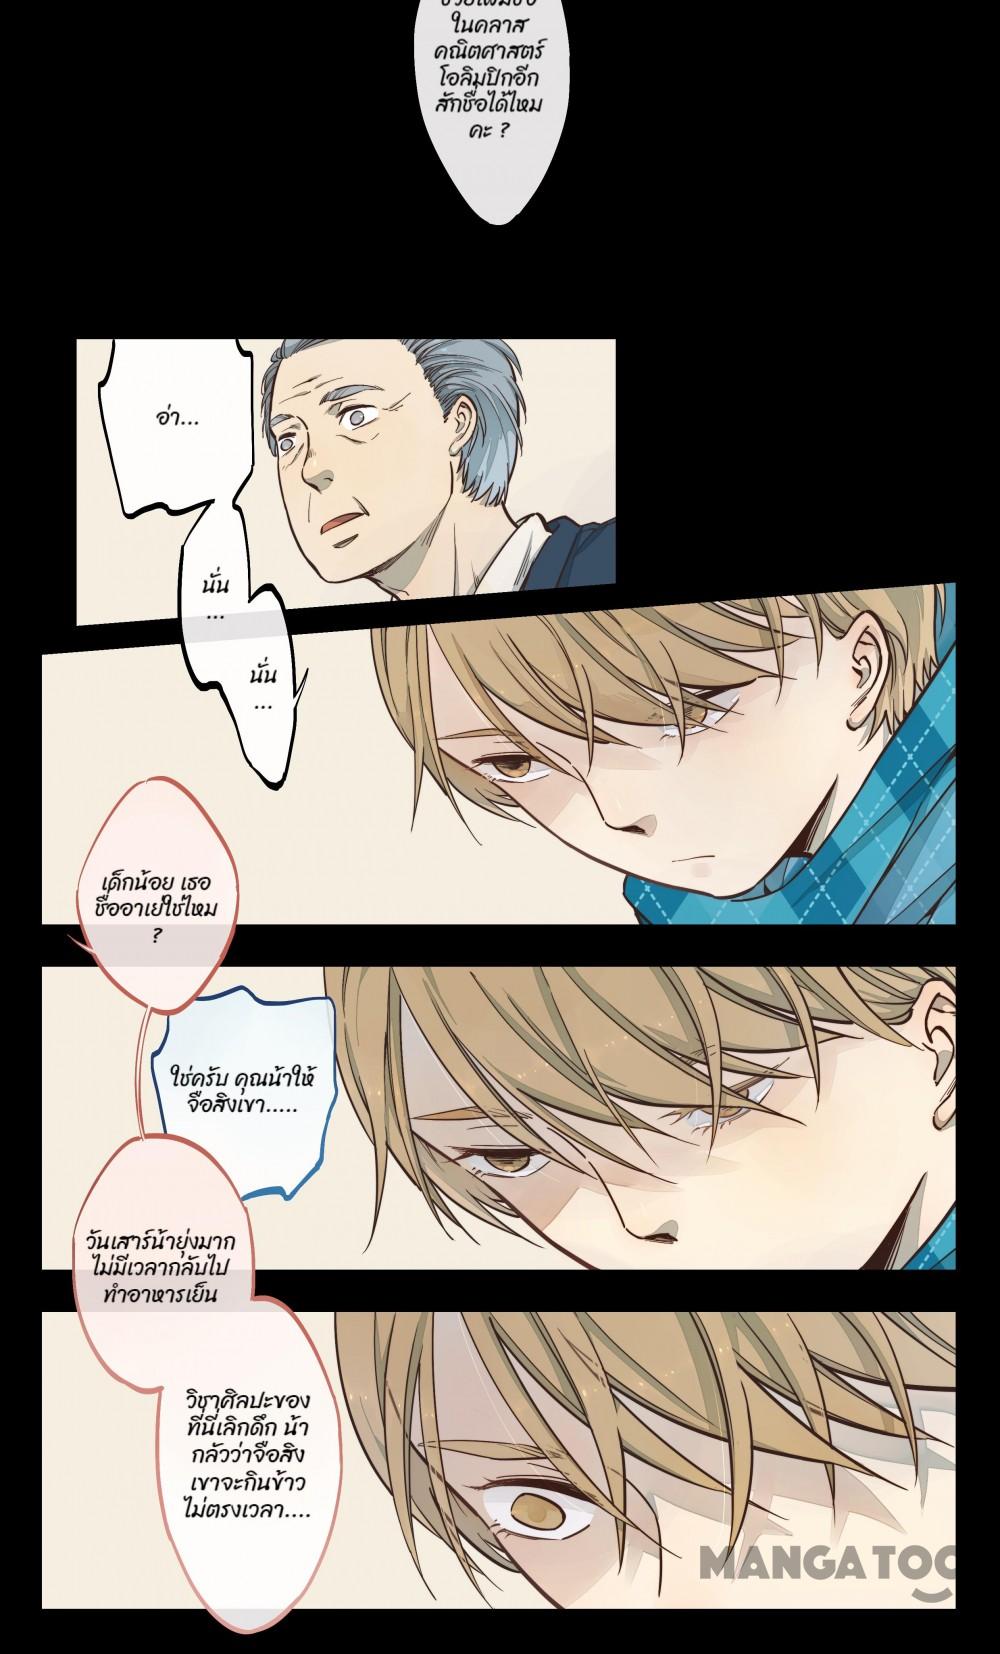 ช่วยเพิ่มชื่อ
ในคลาส
คณิตศาสตร์
โอลิมปิกอีก
สักชื่อได้ไหม
คะ ?
อ่า...
นั่น
...
นั่น
...
เด็กน้อย เธอ
ชื่ออาเย่ใช่ไหม
?
ใช่ครับ คุณน้าให้
จือสิงเขา.....
วันเสาร์น้ายุ่งมาก
ไม่มีเวลากลับไป
ทำอาหารเย็น
วิชาศิลปะของ
ที่นี่เลิกดึก น้า
กลัวว่าจือสิง
เขาจะกินข้าว
ไม่ตรงเวลา....
MANGATOO